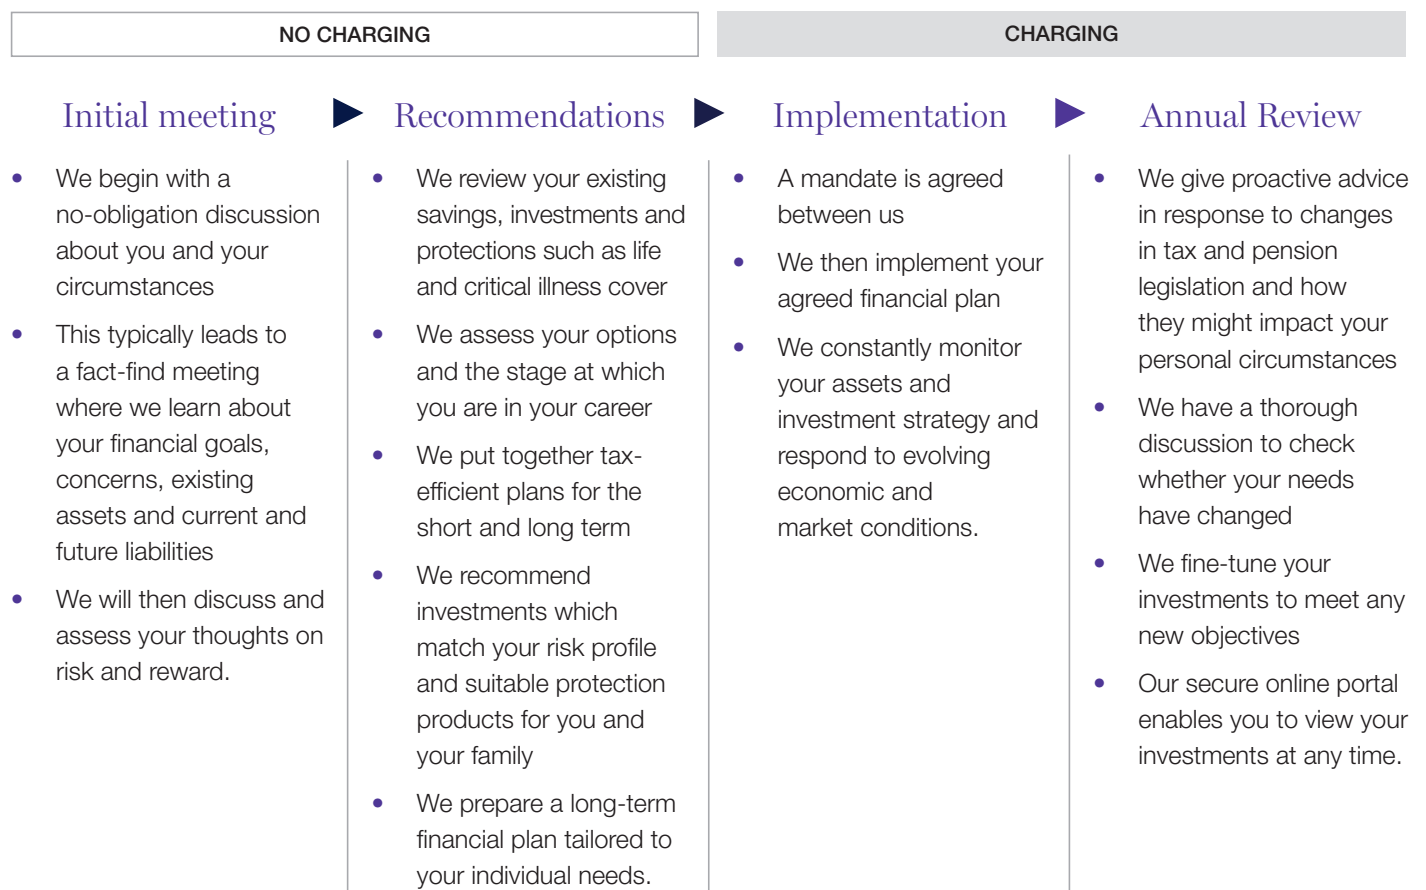 NO CHARGING
CHARGING
Initial meeting
• We begin with a
no-obligation discussion
about you and your
circumstances
• This typically leads to
a fact-find meeting
where we learn about
your financial goals,
concerns, existing
assets and current and
future liabilities
• We will then discuss and
assess your thoughts on
risk and reward.
Recommendations
• We review your existing
savings, investments and
protections such as life
and critical illness cover
• We assess your options
and the stage at which
you are in your career
• We put together tax-
efficient plans for the
short and long term
• We recommend
investments which
match your risk profile
and suitable protection
products for you and
your family
• We prepare a long-term
financial plan tailored to
your individual needs.
Implementation
• A mandate is agreed
between us
• We then implement your
agreed financial plan
• We constantly monitor
your assets and
investment strategy and
respond to evolving
economic and
market conditions.
Annual Review
• We give proactive advice
in response to changes
in tax and pension
legislation and how
they might impact your
personal circumstances
• We have a thorough
discussion to check
whether your needs
have changed
• We fine-tune your
investments to meet any
new objectives
• Our secure online portal
enables you to view your
investments at any time.